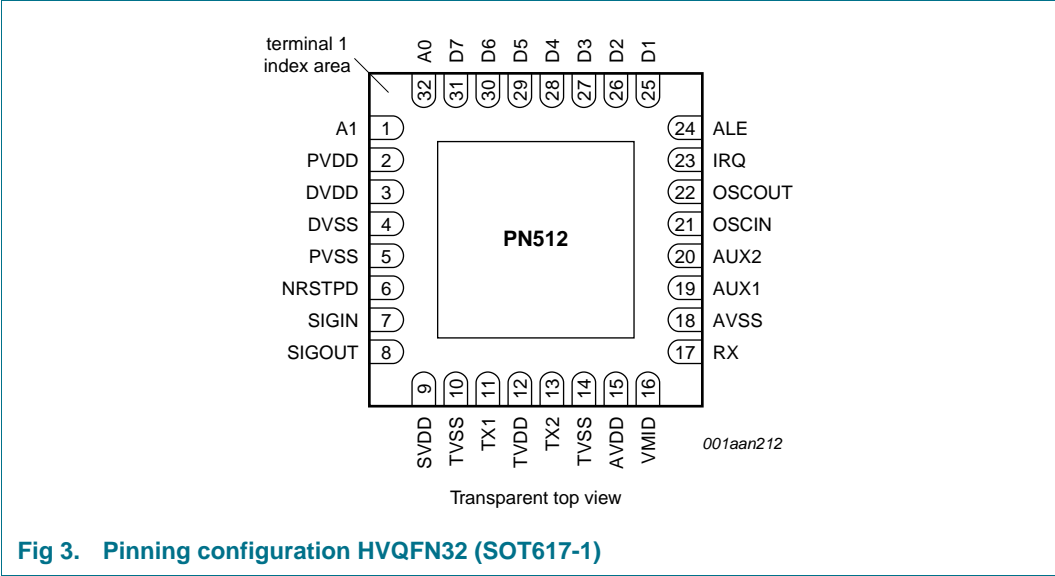 terminal 1
index area
A0
D7
D6
D5
D4
D3
D2
D1
32
31
30
29
28
27
26
25
A1 1
PVDD 2
DVDD 3
DVSS 4
PVSS 5
NRSTPD 6
SIGIN 7
SIGOUT 8
PN512
24 ALE
23 IRQ
22 OSCOUT
21 OSCIN
20 AUX2
19 AUX1
18 AVSS
17 RX
9
10
11
12
13
14
15
16
SVDD
TVSS
TX1
TVDD
TX2
TVSS
AVDD
VMID
001aan212
Transparent top view
Fig 3. Pinning configuration HVQFN32 (SOT617-1)